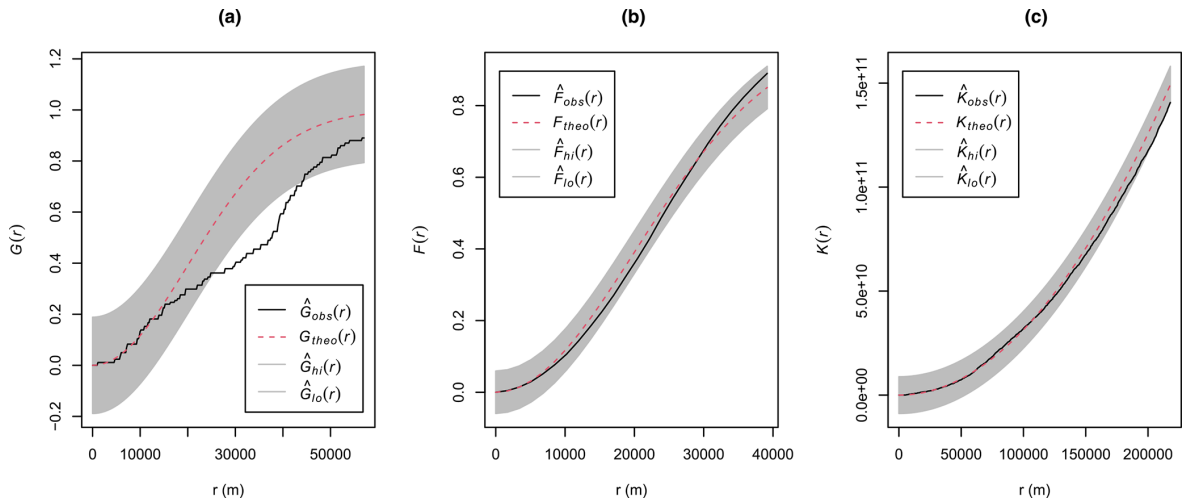 (a)
1.2
1.0
0.8
0.6
0.4
0.2
0.0
−0.2
G(r)
Ĝobs(r)
Gtheo(r)
Ĝhi(r)
Ĝlo(r)
0 10000 30000 50000
r (m)
(b)
0.8
0.6
0.4
0.2
0.0
F(r)
F̂obs(r)
Ftheo(r)
F̂hi(r)
F̂lo(r)
0 10000 20000 30000 40000
r (m)
(c)
1.5e+11
1.0e+11
5.0e+10
0.0e+00
K(r)
K̂obs(r)
Ktheo(r)
K̂hi(r)
K̂lo(r)
0 50000 100000 150000 200000
r (m)